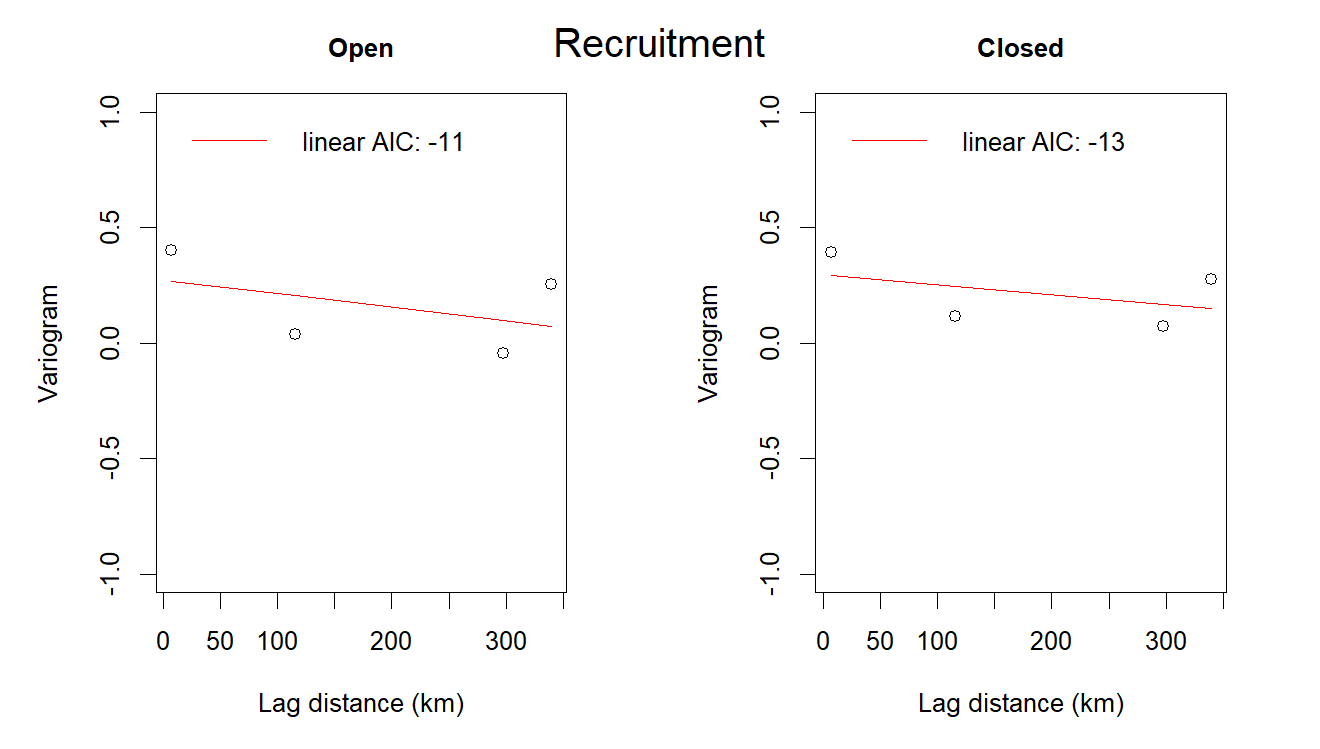 Recruitment
Open
linear AIC: -11
1.0
0.5
0.0
-0.5
-1.0
Variogram
0 50 100 200 300
Lag distance (km)
Closed
linear AIC: -13
1.0
0.5
0.0
-0.5
-1.0
Variogram
0 50 100 200 300
Lag distance (km)